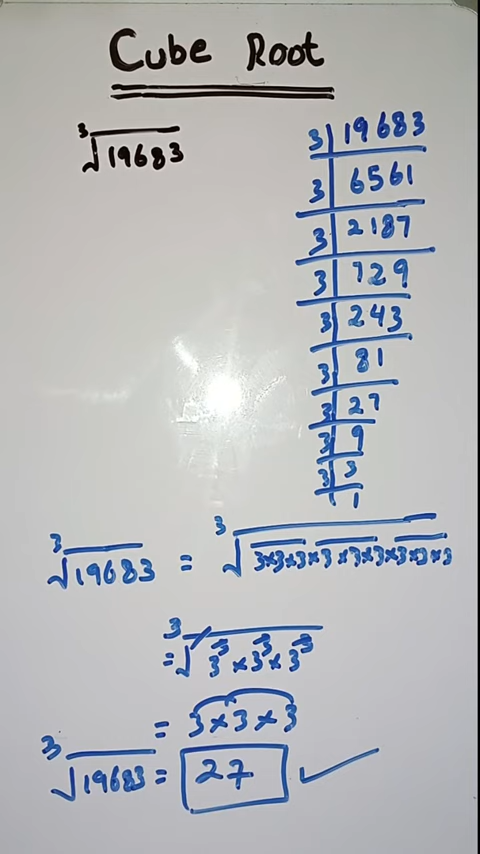 Cube Root
∛19683
3 | 19683
3 | 6561
3 | 2187
3 | 729
3 | 243
3 | 81
3 | 27
3 | 9
3 | 3
1
∛19683 = ∛3×3×3×3×3×3×3×3×3
= ∛3³×3³×3³
= 3×3×3
∛19683 = 27 ✓